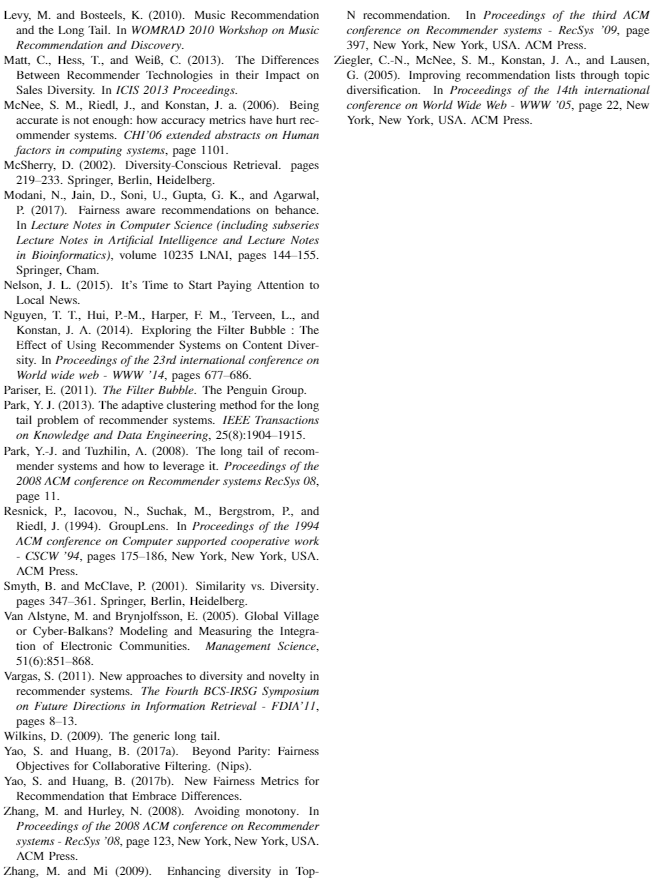 Levy, M. and Bosteels, K. (2010). Music Recommendation
and the Long Tail. In WOMRAD 2010 Workshop on Music
Recommendation and Discovery.
Matt, C., Hess, T., and Weiß, C. (2013). The Differences
Between Recommender Technologies in their Impact on
Sales Diversity. In ICIS 2013 Proceedings.
McNee, S. M., Riedl, J., and Konstan, J. a. (2006). Being
accurate is not enough: how accuracy metrics have hurt rec-
ommender systems. CHI'06 extended abstracts on Human
factors in computing systems, page 1101.
McSherry, D. (2002). Diversity-Conscious Retrieval. pages
219–233. Springer, Berlin, Heidelberg.
Modani, N., Jain, D., Soni, U., Gupta, G. K., and Agarwal,
P. (2017). Fairness aware recommendations on behance.
In Lecture Notes in Computer Science (including subseries
Lecture Notes in Artificial Intelligence and Lecture Notes
in Bioinformatics), volume 10235 LNAI, pages 144–155.
Springer, Cham.
Nelson, J. L. (2015). It's Time to Start Paying Attention to
Local News.
Nguyen, T. T., Hui, P.-M., Harper, F. M., Terveen, L., and
Konstan, J. A. (2014). Exploring the Filter Bubble : The
Effect of Using Recommender Systems on Content Diver-
sity. In Proceedings of the 23rd international conference on
World wide web - WWW '14, pages 677–686.
Pariser, E. (2011). The Filter Bubble. The Penguin Group.
Park, Y. J. (2013). The adaptive clustering method for the long
tail problem of recommender systems. IEEE Transactions
on Knowledge and Data Engineering, 25(8):1904–1915.
Park, Y.-J. and Tuzhilin, A. (2008). The long tail of recom-
mender systems and how to leverage it. Proceedings of the
2008 ACM conference on Recommender systems RecSys 08,
page 11.
Resnick, P., Iacovou, N., Suchak, M., Bergstrom, P., and
Riedl, J. (1994). GroupLens. In Proceedings of the 1994
ACM conference on Computer supported cooperative work
- CSCW '94, pages 175–186, New York, New York, USA.
ACM Press.
Smyth, B. and McClave, P. (2001). Similarity vs. Diversity.
pages 347–361. Springer, Berlin, Heidelberg.
Van Alstyne, M. and Brynjolfsson, E. (2005). Global Village
or Cyber-Balkans? Modeling and Measuring the Integra-
tion of Electronic Communities. Management Science,
51(6):851–868.
Vargas, S. (2011). New approaches to diversity and novelty in
recommender systems. The Fourth BCS-IRSG Symposium
on Future Directions in Information Retrieval - FDIA'11,
pages 8–13.
Wilkins, D. (2009). The generic long tail.
Yao, S. and Huang, B. (2017a). Beyond Parity: Fairness
Objectives for Collaborative Filtering. (Nips).
Yao, S. and Huang, B. (2017b). New Fairness Metrics for
Recommendation that Embrace Differences.
Zhang, M. and Hurley, N. (2008). Avoiding monotony. In
Proceedings of the 2008 ACM conference on Recommender
systems - RecSys '08, page 123, New York, New York, USA.
ACM Press.
Zhang, M. and Mi (2009). Enhancing diversity in Top-
N recommendation. In Proceedings of the third ACM
conference on Recommender systems - RecSys '09, page
397, New York, New York, USA. ACM Press.
Ziegler, C.-N., McNee, S. M., Konstan, J. A., and Lausen,
G. (2005). Improving recommendation lists through topic
diversification. In Proceedings of the 14th international
conference on World Wide Web - WWW '05, page 22, New
York, New York, USA. ACM Press.